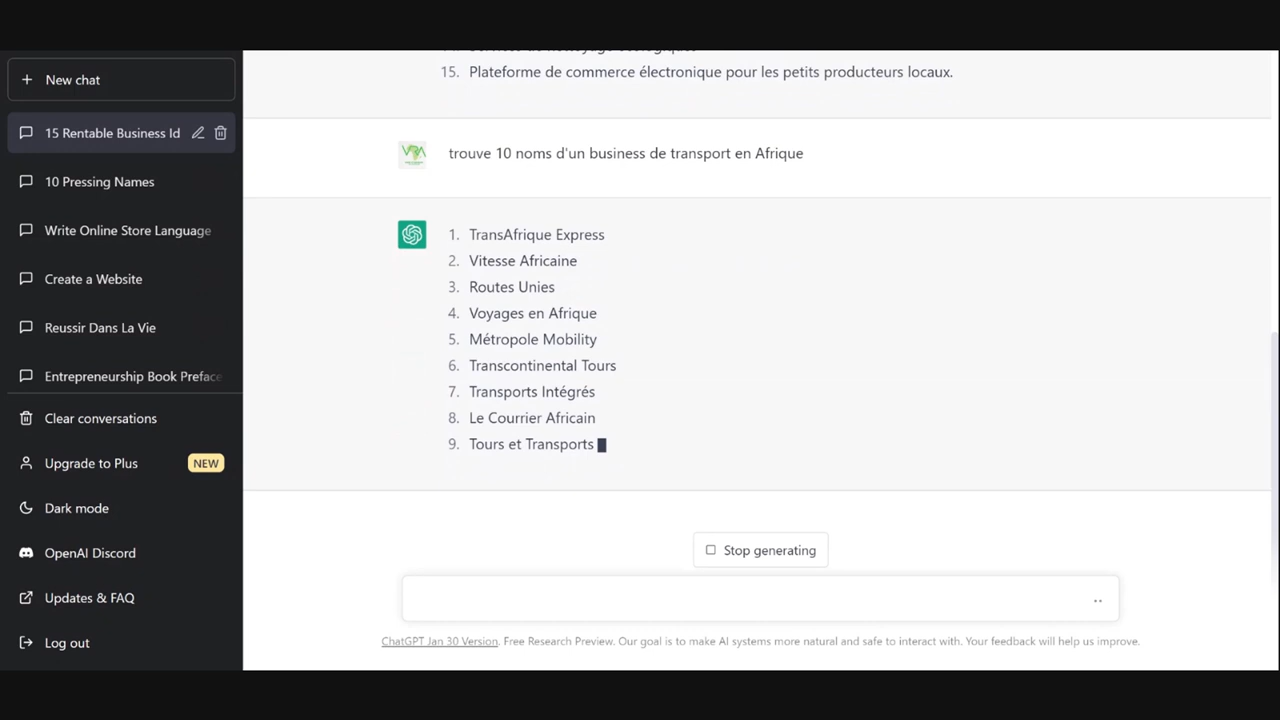 New chat
15 Rentable Business Id
10 Pressing Names
Write Online Store Language
Create a Website
Reussir Dans La Vie
Entrepreneurship Book Preface
Clear conversations
Upgrade to Plus NEW
Dark mode
OpenAI Discord
Updates & FAQ
Log out
15. Plateforme de commerce électronique pour les petits producteurs locaux.
trouve 10 noms d'un business de transport en Afrique
1. TransAfrique Express
2. Vitesse Africaine
3. Routes Unies
4. Voyages en Afrique
5. Métropole Mobility
6. Transcontinental Tours
7. Transports Intégrés
8. Le Courrier Africain
9. Tours et Transports
Stop generating
ChatGPT Jan 30 Version. Free Research Preview. Our goal is to make AI systems more natural and safe to interact with. Your feedback will help us improve.